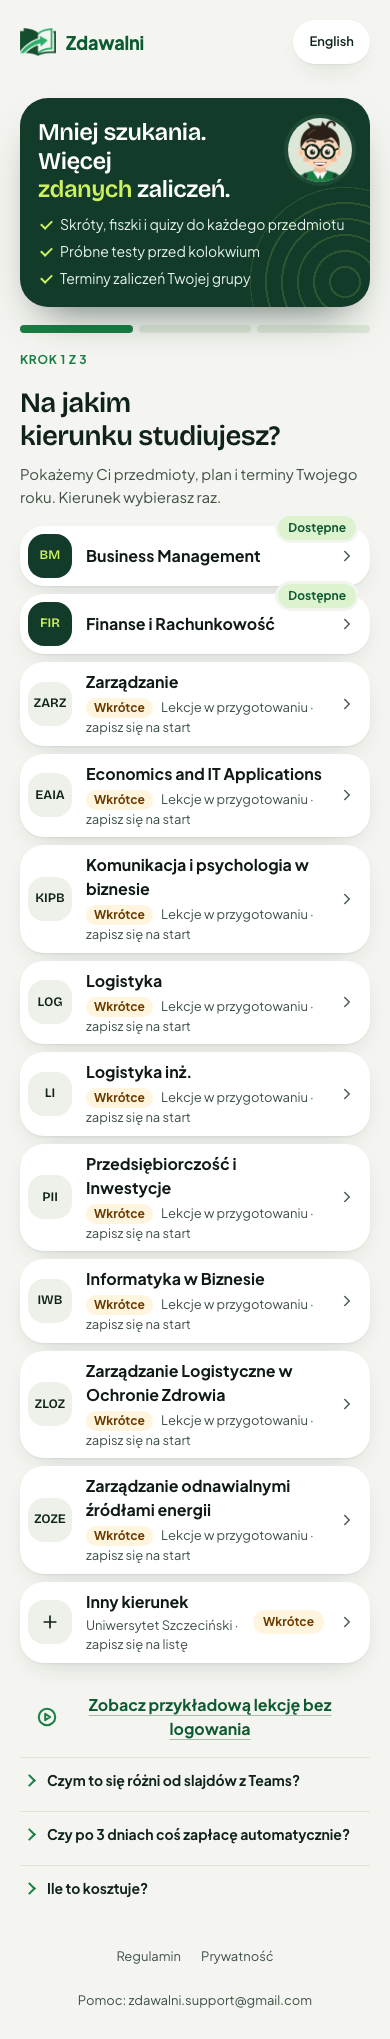 Zdawalni
English
Mniej szukania.
Więcej
zdanych zaliczeń.
Skróty, fiszki i quizy do każdego przedmiotu
Próbne testy przed kolokwium
Terminy zaliczeń Twojej grupy
KROK 1 Z 3
Na jakim
kierunku studiujesz?
Pokażemy Ci przedmioty, plan i terminy Twojego
roku. Kierunek wybierasz raz.
Dostępne
BM
Business Management
Dostępne
FIR
Finanse i Rachunkowość
ZARZ
Zarządzanie
Wkrótce Lekcje w przygotowaniu ·
zapisz się na start
EAIA
Economics and IT Applications
Wkrótce Lekcje w przygotowaniu ·
zapisz się na start
KIPB
Komunikacja i psychologia w
biznesie
Wkrótce Lekcje w przygotowaniu ·
zapisz się na start
LOG
Logistyka
Wkrótce Lekcje w przygotowaniu ·
zapisz się na start
LI
Logistyka inż.
Wkrótce Lekcje w przygotowaniu ·
zapisz się na start
PII
Przedsiębiorczość i
Inwestycje
Wkrótce Lekcje w przygotowaniu ·
zapisz się na start
IWB
Informatyka w Biznesie
Wkrótce Lekcje w przygotowaniu ·
zapisz się na start
ZLOZ
Zarządzanie Logistyczne w
Ochronie Zdrowia
Wkrótce Lekcje w przygotowaniu ·
zapisz się na start
ZOZE
Zarządzanie odnawialnymi
źródłami energii
Wkrótce Lekcje w przygotowaniu ·
zapisz się na start
Inny kierunek
Uniwersytet Szczeciński ·
zapisz się na listę
Wkrótce
Zobacz przykładową lekcję bez
logowania
Czym to się różni od slajdów z Teams?
Czy po 3 dniach coś zapłacę automatycznie?
Ile to kosztuje?
Regulamin Prywatność
Pomoc: zdawalni.support@gmail.com